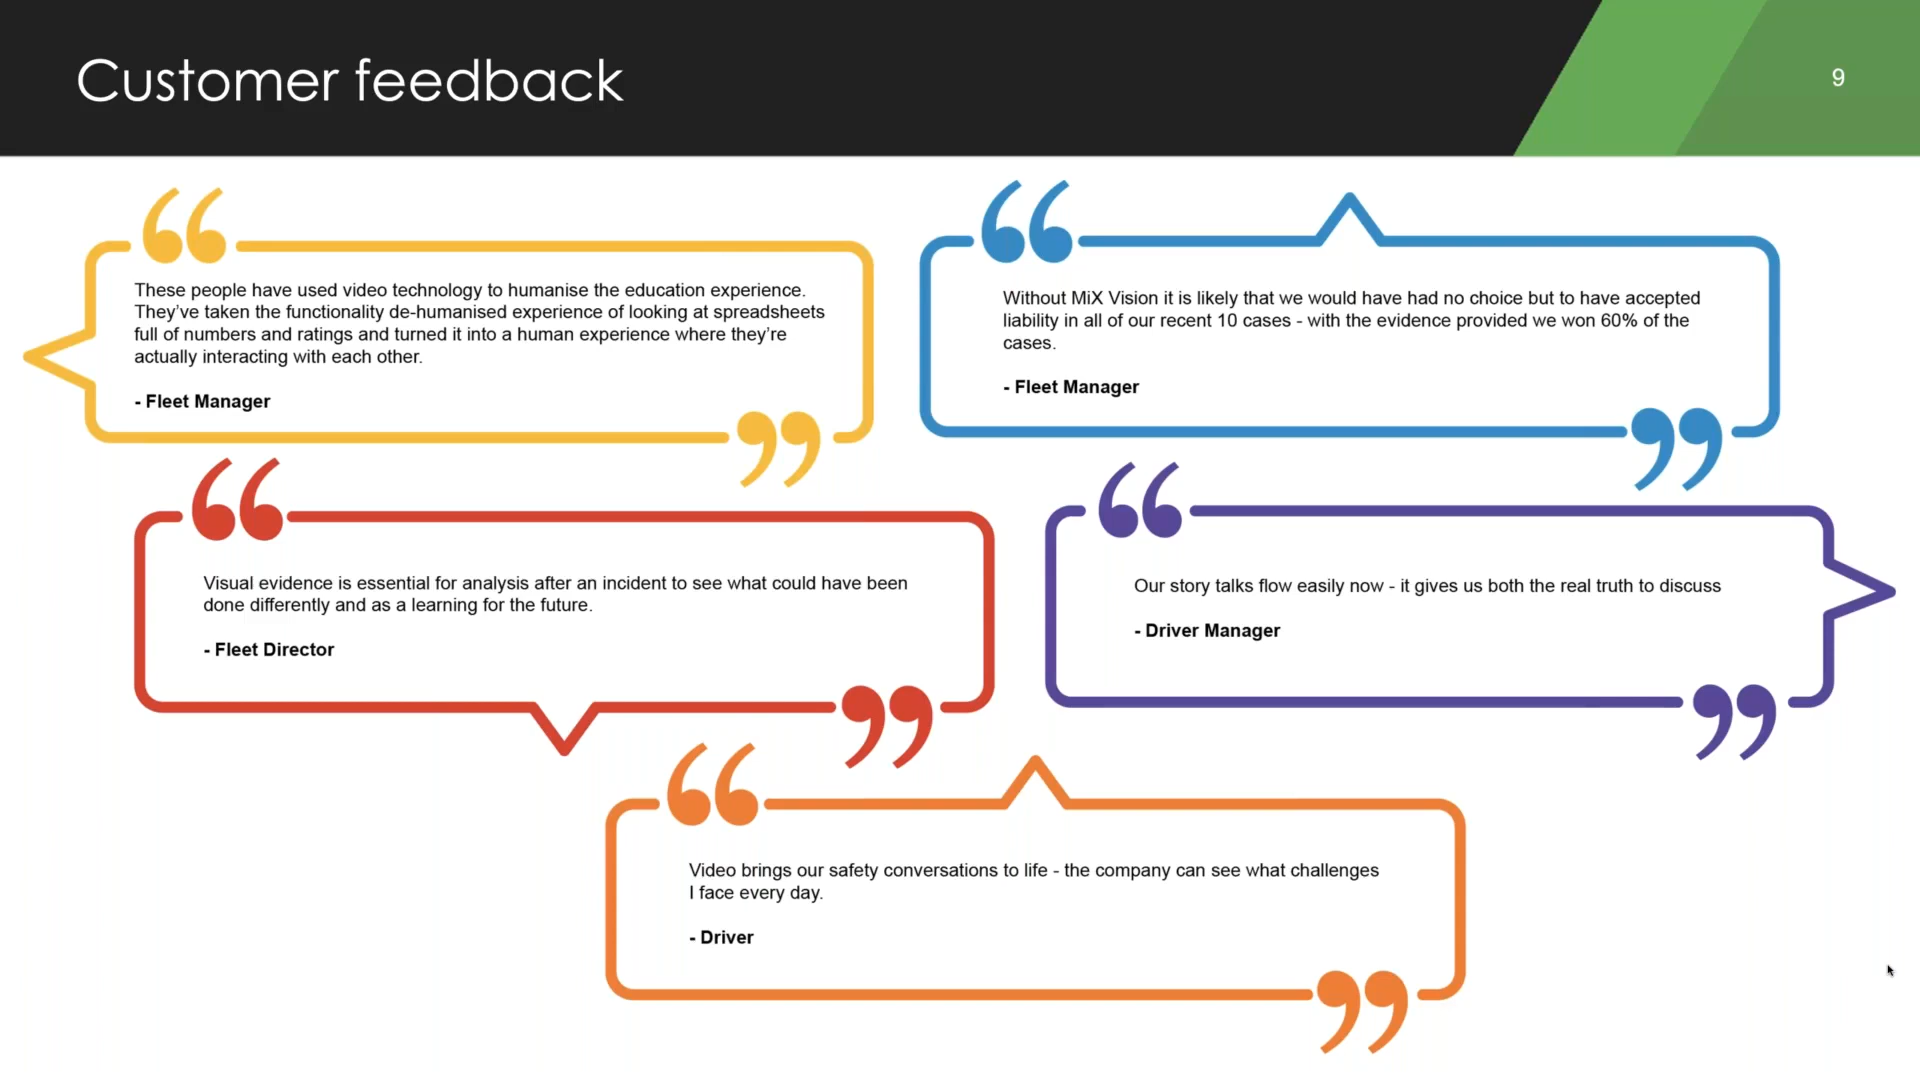 Customer feedback
9
These people have used video technology to humanise the education experience.
They've taken the functionality de-humanised experience of looking at spreadsheets
full of numbers and ratings and turned it into a human experience where they're
actually interacting with each other.
- Fleet Manager
Without MiX Vision it is likely that we would have had no choice but to have accepted
liability in all of our recent 10 cases - with the evidence provided we won 60% of the
cases.
- Fleet Manager
Visual evidence is essential for analysis after an incident to see what could have been
done differently and as a learning for the future.
- Fleet Director
Our story talks flow easily now - it gives us both the real truth to discuss
- Driver Manager
Video brings our safety conversations to life - the company can see what challenges
I face every day.
- Driver